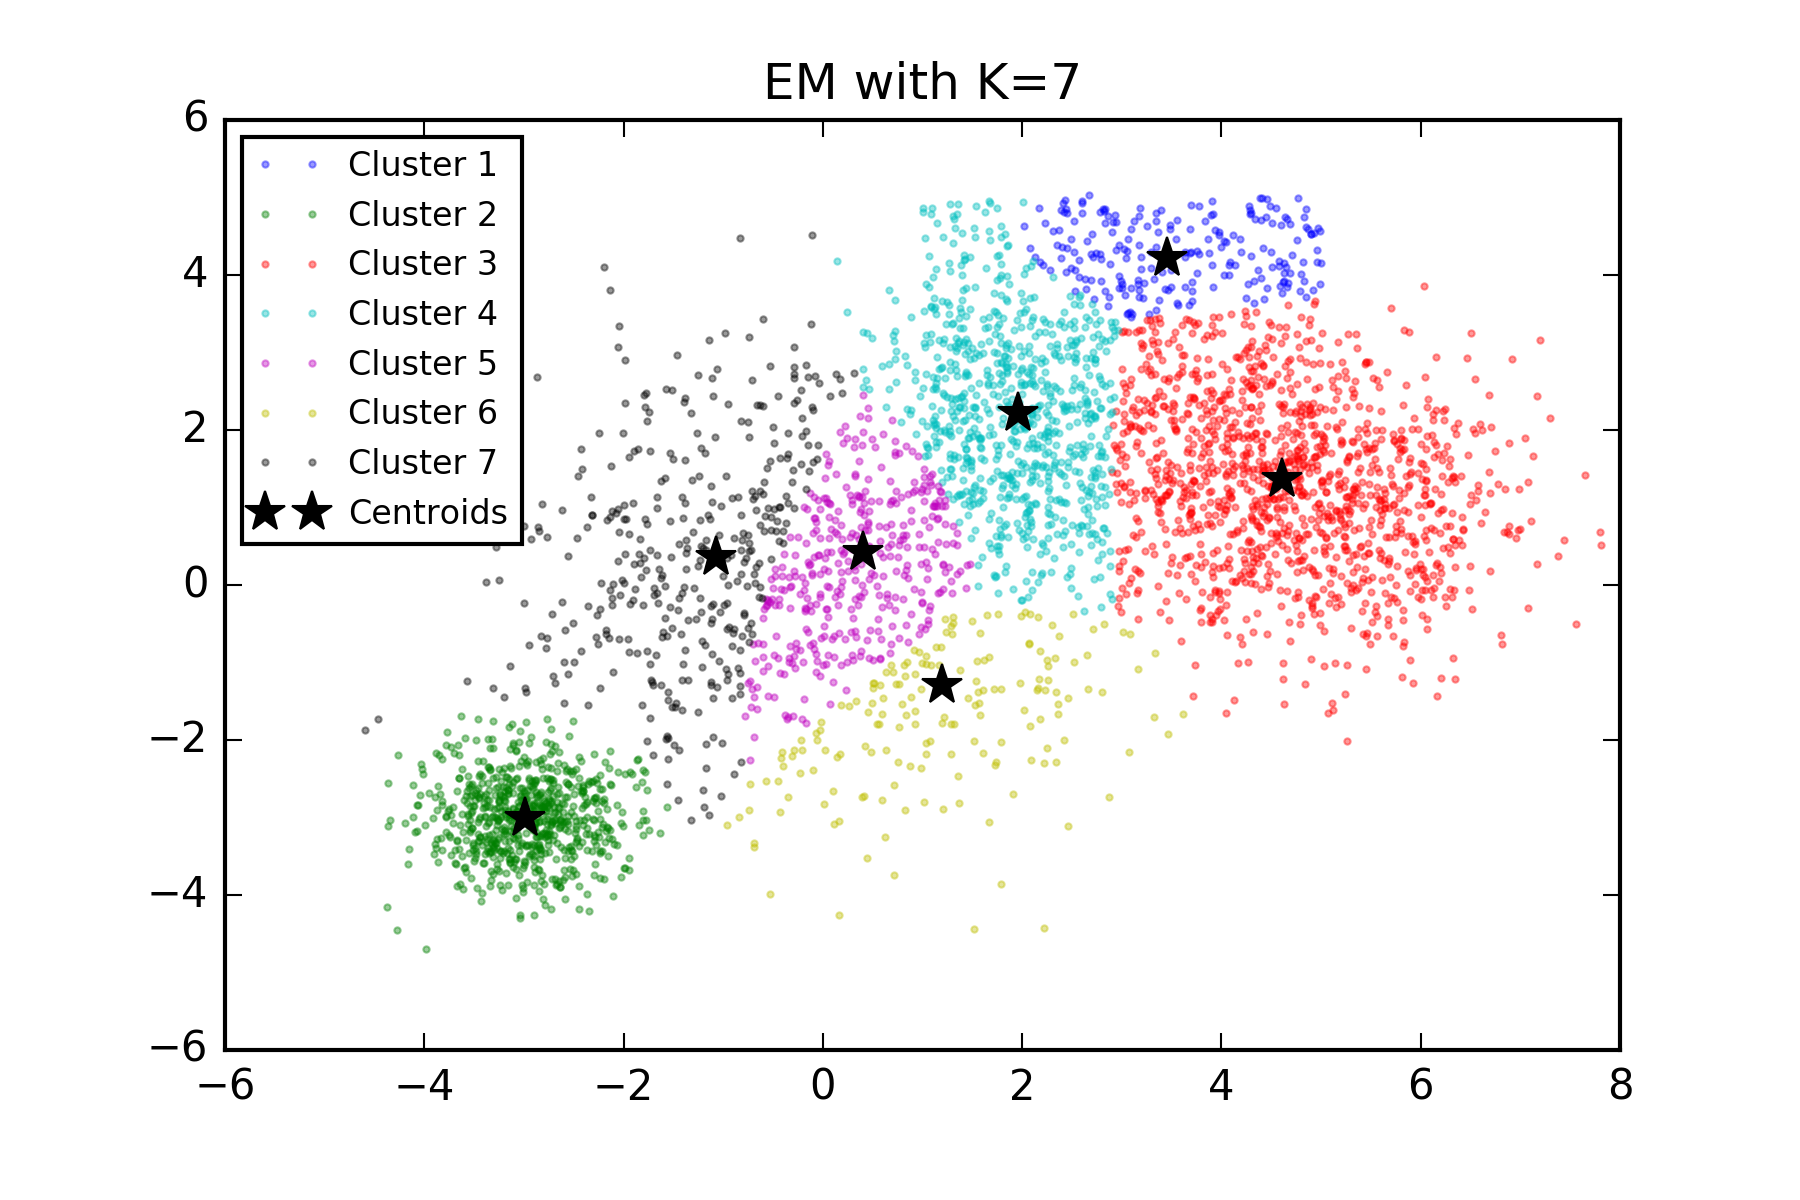 EM with K=7
6
4
2
0
−2
−4
−6
Cluster 1
Cluster 2
Cluster 3
Cluster 4
Cluster 5
Cluster 6
Cluster 7
Centroids
−6 −4 −2 0 2 4 6 8